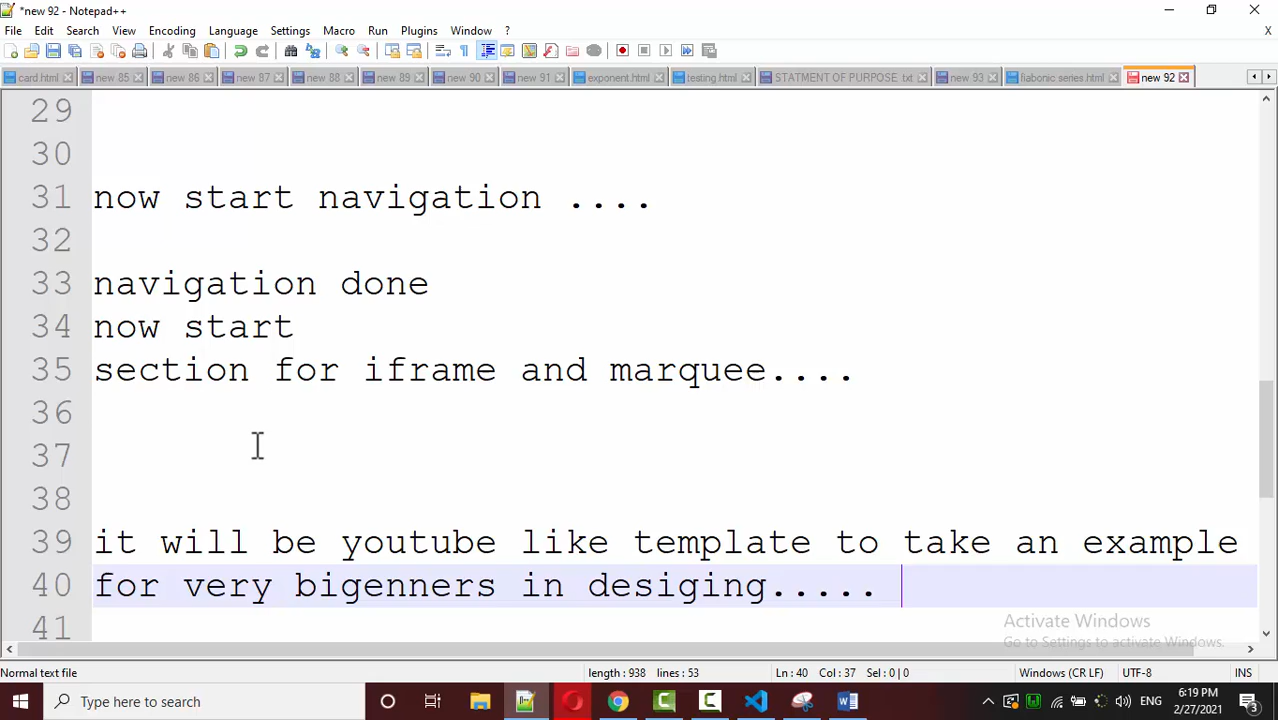 *new 92 - Notepad++
File Edit Search View Encoding Language Settings Tools Macro Run Plugins Window ? X
card.html new 85 new 86 new 87 new 88 new 89 new 90 new 91 exponent.html testing.html STATMENT OF PURPOSE .txt new 93 fiabonic series.html new 92
29
30
31 now start navigation ....
32
33 navigation done
34 now start
35 section for iframe and marquee....
36
37
38
39 it will be youtube like template to take an example
40 for very bigenners in desiging.....
41
Activate Windows
Go to Settings to activate Windows.
Normal text file length : 938 lines : 53 Ln : 40 Col : 37 Sel : 0 | 0 Windows (CR LF) UTF-8 INS
Type here to search ENG 6:19 PM
2/27/2021 3